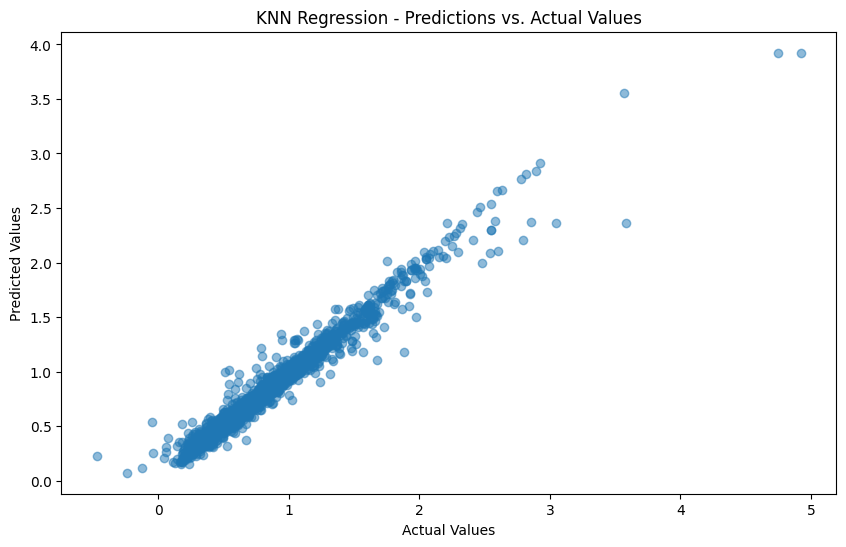 KNN Regression - Predictions vs. Actual Values
4.0
3.5
3.0
2.5
2.0
1.5
1.0
0.5
0.0
Predicted Values
0 1 2 3 4 5
Actual Values